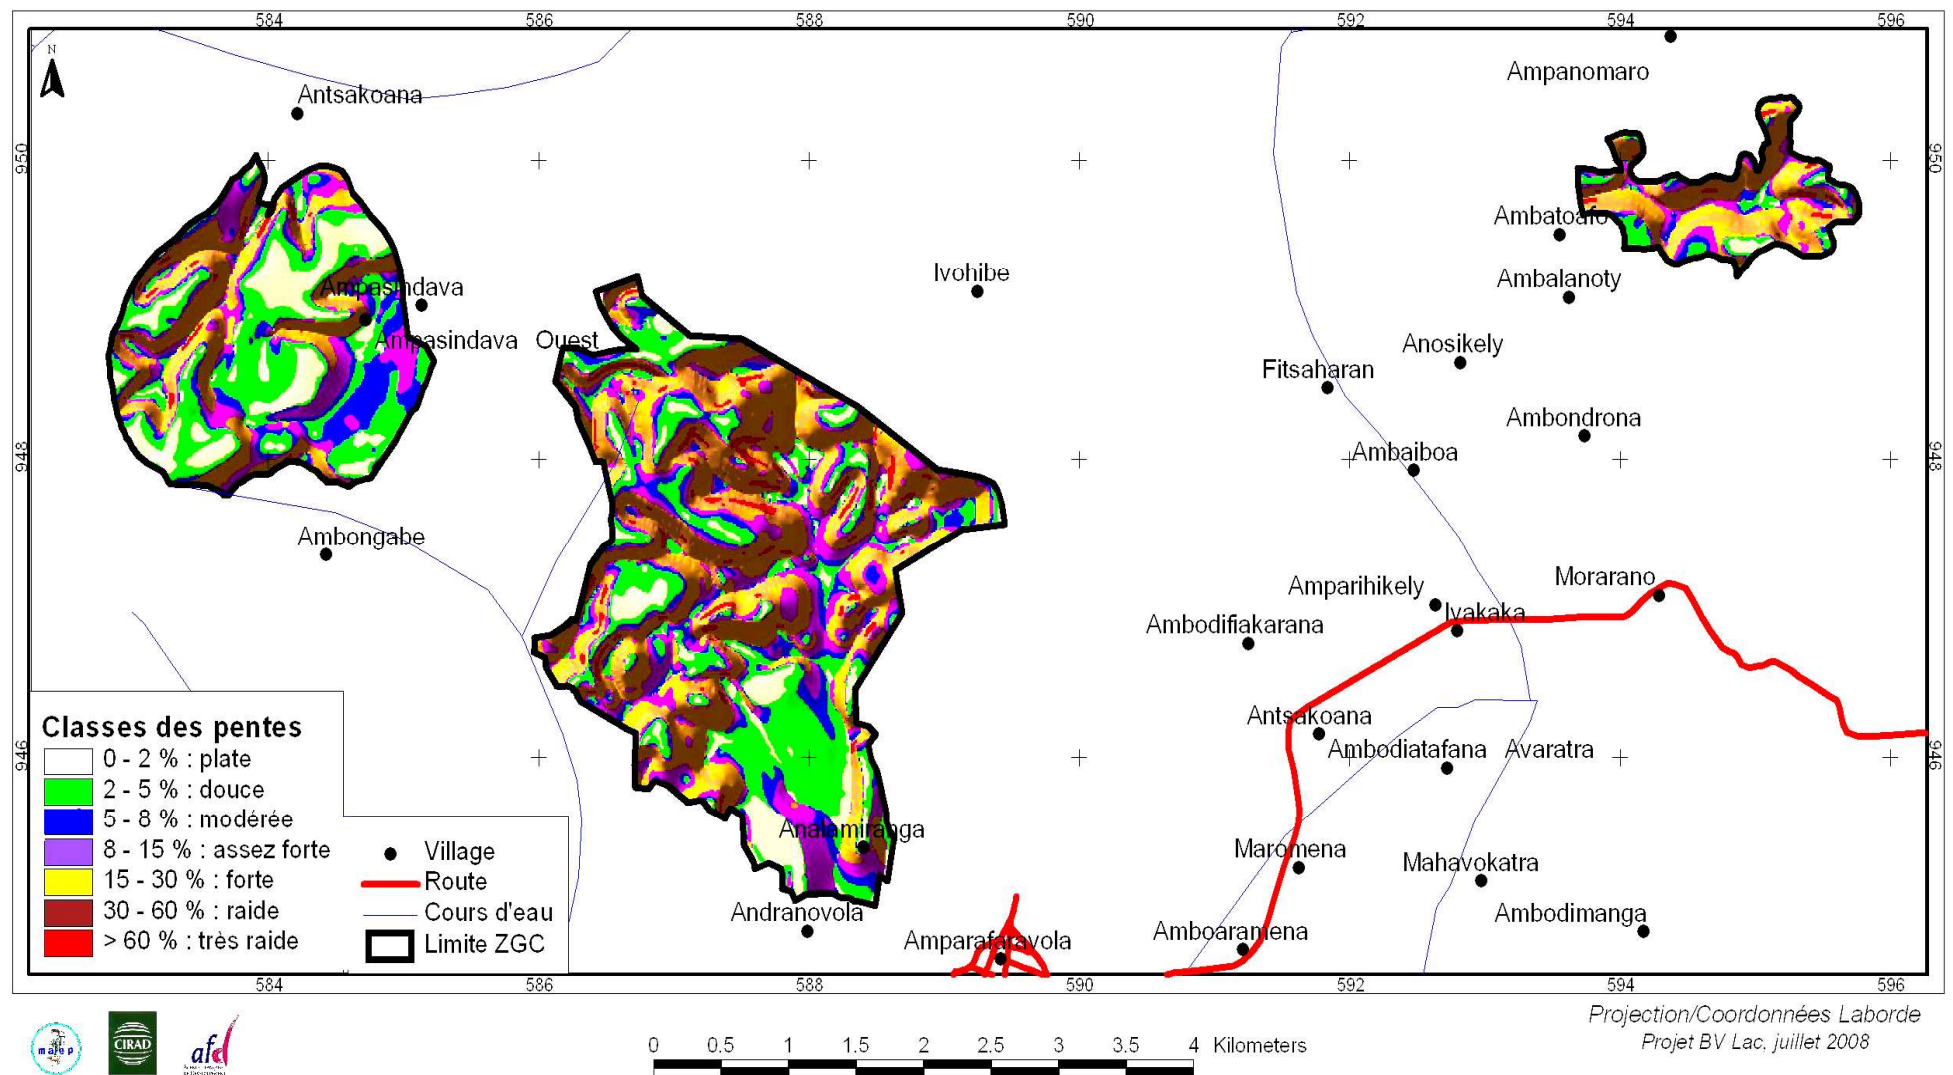 584 586 588 590 592 594 596
N
Ampanomaro
Antsakoana
950 950
Ambatoafo
Ivohibe
Ambalanoty
Ampasindava
Ampasindava Ouest
Anosikely
Fitsaharan
Ambondrona
948 948
Ambaiboa
Ambongabe
Morarano
Amparihikely
Ivakaka
Ambodifiakarana
Antsakoana
946 946
Ambodiatafana Avaratra
Analamiranga
Maromena
Mahavokatra
Andranovola
Ambodimanga
Amboaramena
Amparafaravola
Classes des pentes
0 - 2 % : plate
2 - 5 % : douce
5 - 8 % : modérée
8 - 15 % : assez forte
15 - 30 % : forte
30 - 60 % : raide
> 60 % : très raide
Village
Route
Cours d'eau
Limite ZGC
584 586 588 590 592 594 596
Projection/Coordonnées Laborde
Projet BV Lac, juillet 2008
maep
CIRAD
afd
0 0.5 1 1.5 2 2.5 3 3.5 4 Kilometers